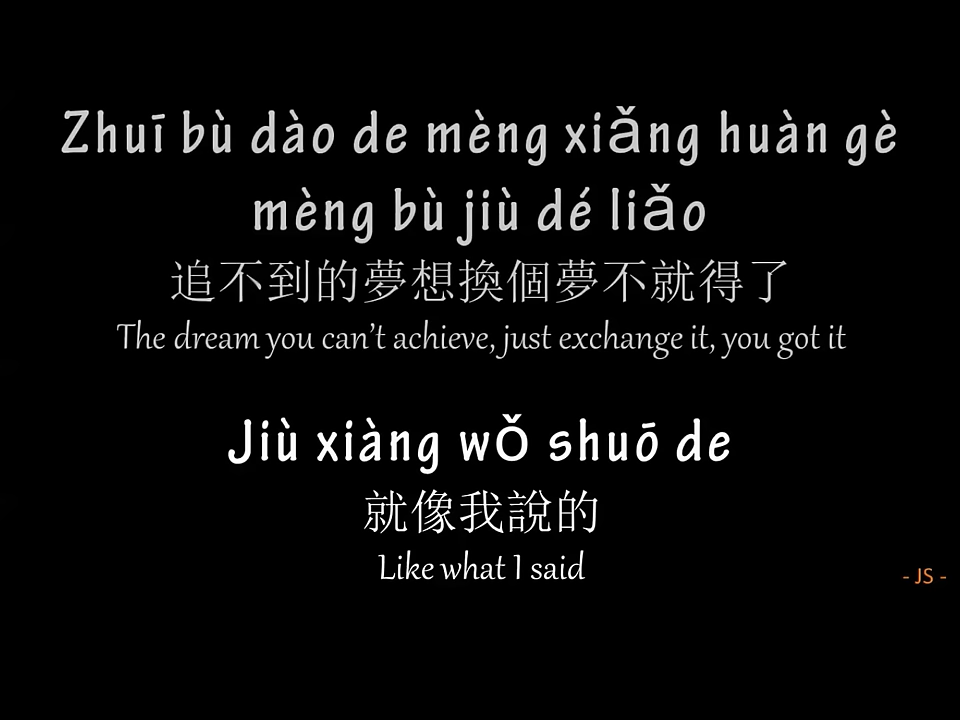 Zhuī bù dào de mèng xiǎng huàn gè
mèng bù jiù dé liǎo
追不到的夢想換個夢不就得了
The dream you can't achieve, just exchange it, you got it
Jiù xiàng wǒ shuō de
就像我說的
Like what I said
- JS -